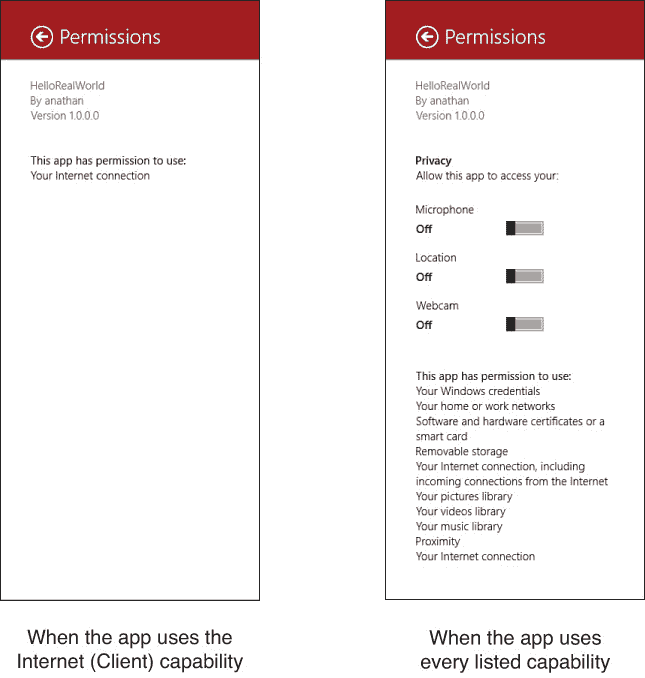 Permissions
HelloRealWorld
By anathan
Version 1.0.0.0
This app has permission to use:
Your Internet connection
When the app uses the
Internet (Client) capability
Permissions
HelloRealWorld
By anathan
Version 1.0.0.0
Privacy
Allow this app to access your:
Microphone
Off
Location
Off
Webcam
Off
This app has permission to use:
Your Windows credentials
Your home or work networks
Software and hardware certificates or a
smart card
Removable storage
Your Internet connection, including
incoming connections from the Internet
Your pictures library
Your videos library
Your music library
Proximity
Your Internet connection
When the app uses
every listed capability